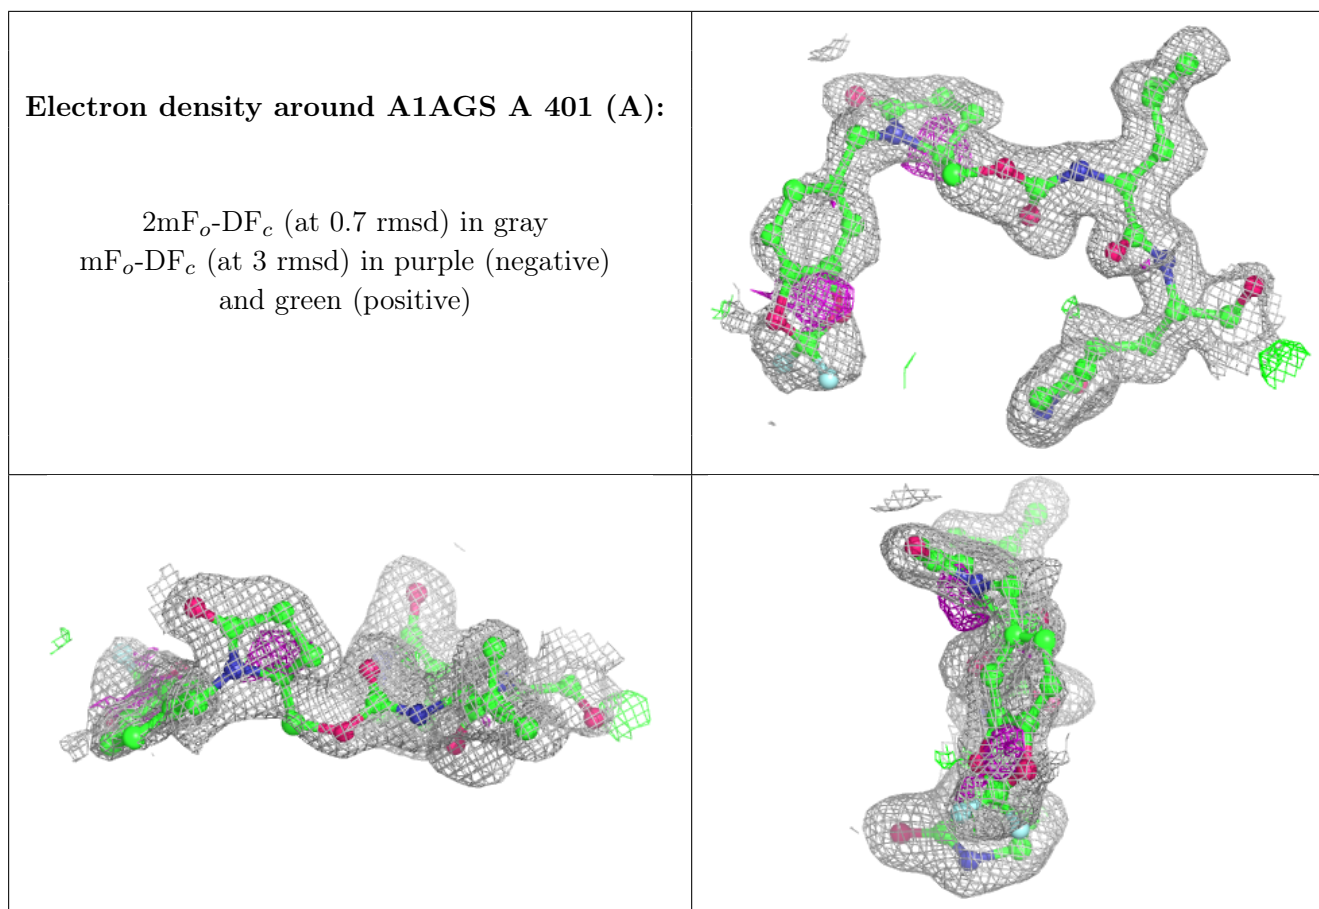 Electron density around A1AGS A 401 (A):
2mFₒ-DF𝑐 (at 0.7 rmsd) in gray
mFₒ-DF𝑐 (at 3 rmsd) in purple (negative)
and green (positive)